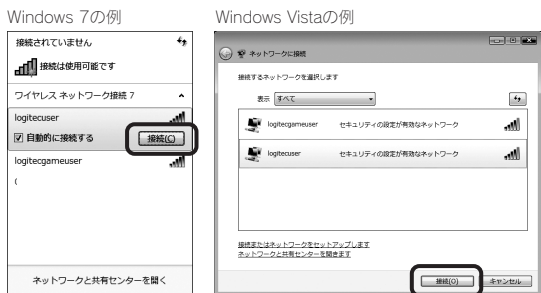 Windows 7の例
接続されていません
接続は使用可能です
ワイヤレス ネットワーク接続 7
logitecuser
自動的に接続する
接続(C)
logitecgameuser
(
ネットワークと共有センターを開く
Windows Vistaの例
ネットワークに接続
接続するネットワークを選択します
表示 すべて
logitecgameuser セキュリティの設定が有効なネットワーク
logitecuser セキュリティの設定が有効なネットワーク
接続またはネットワークをセットアップします
ネットワークと共有センターを開きます
接続(O) キャンセル